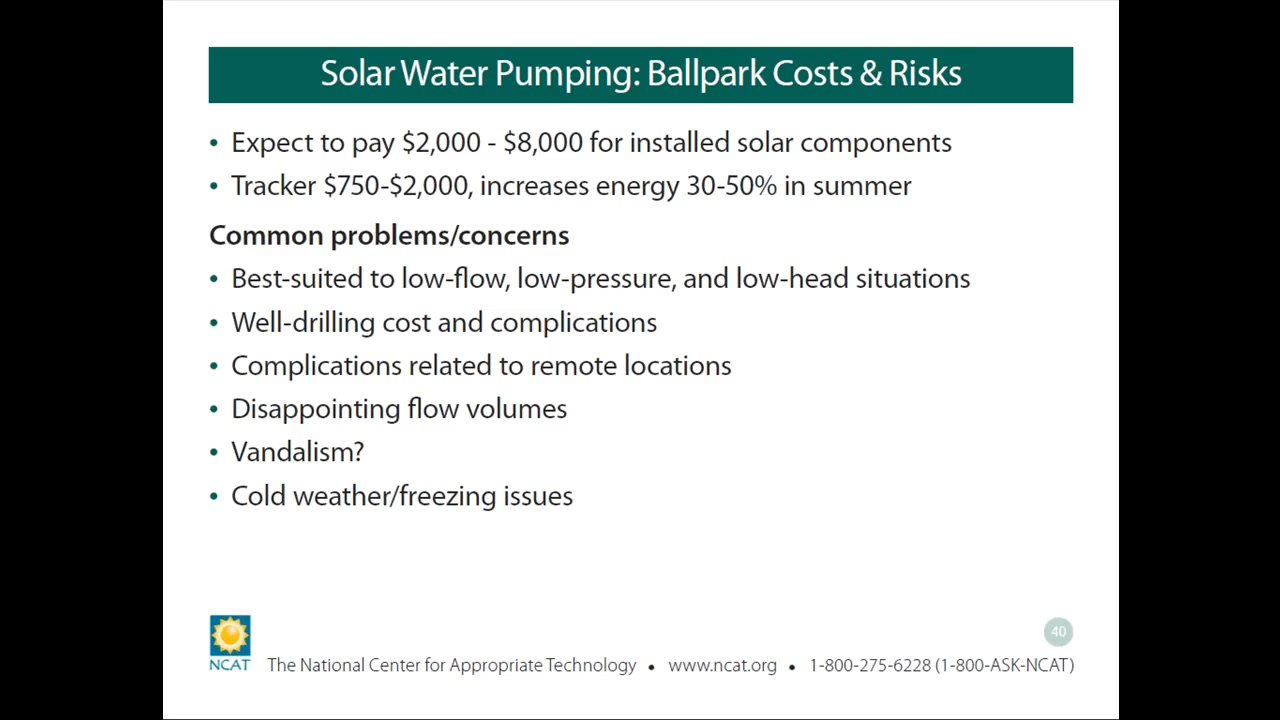 Solar Water Pumping: Ballpark Costs & Risks
• Expect to pay $2,000 - $8,000 for installed solar components
• Tracker $750-$2,000, increases energy 30-50% in summer
Common problems/concerns
• Best-suited to low-flow, low-pressure, and low-head situations
• Well-drilling cost and complications
• Complications related to remote locations
• Disappointing flow volumes
• Vandalism?
• Cold weather/freezing issues
40
NCAT The National Center for Appropriate Technology • www.ncat.org • 1-800-275-6228 (1-800-ASK-NCAT)